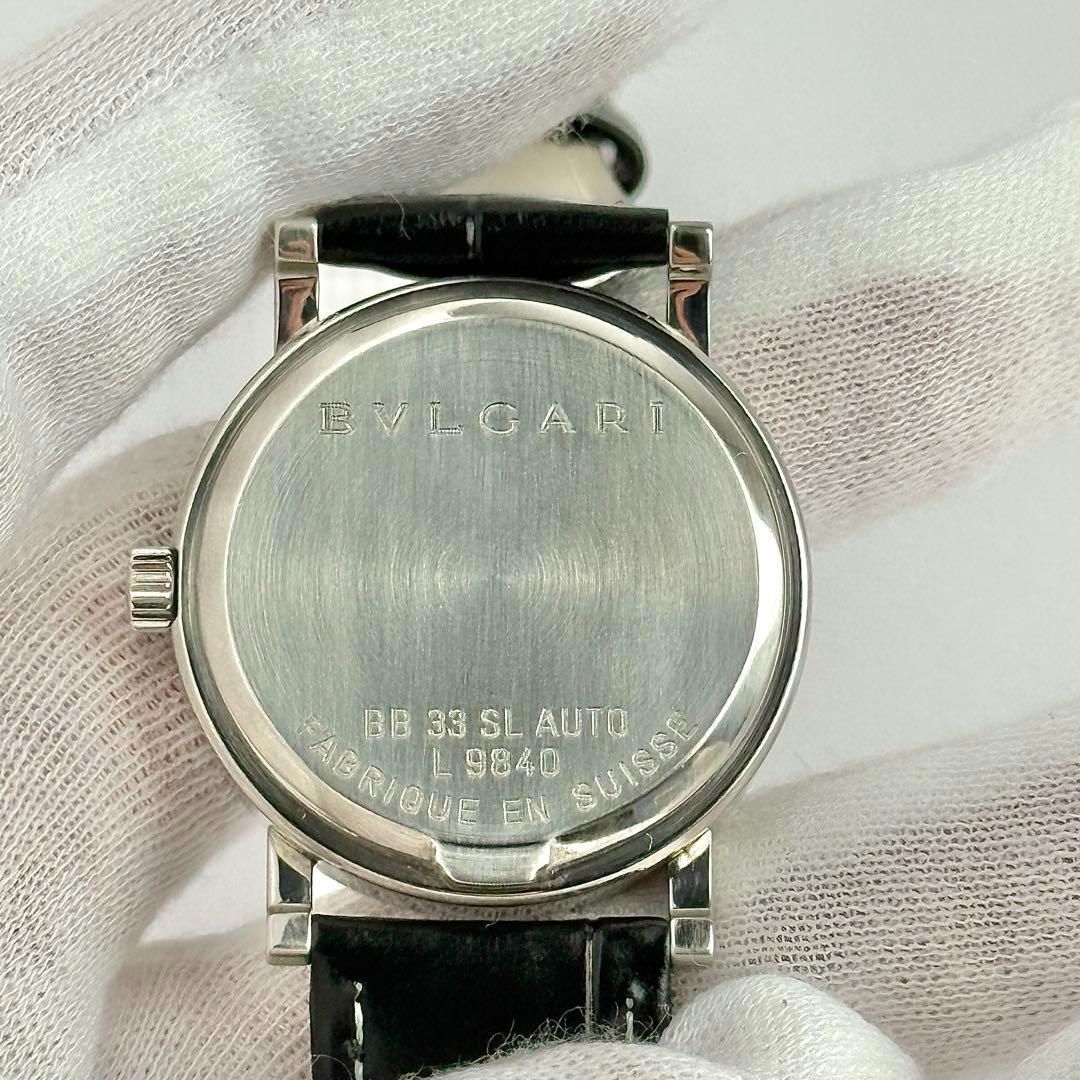 BVLGARI
BB 33 SL AUTO
L 9840
FABRIQUE EN SUISSE